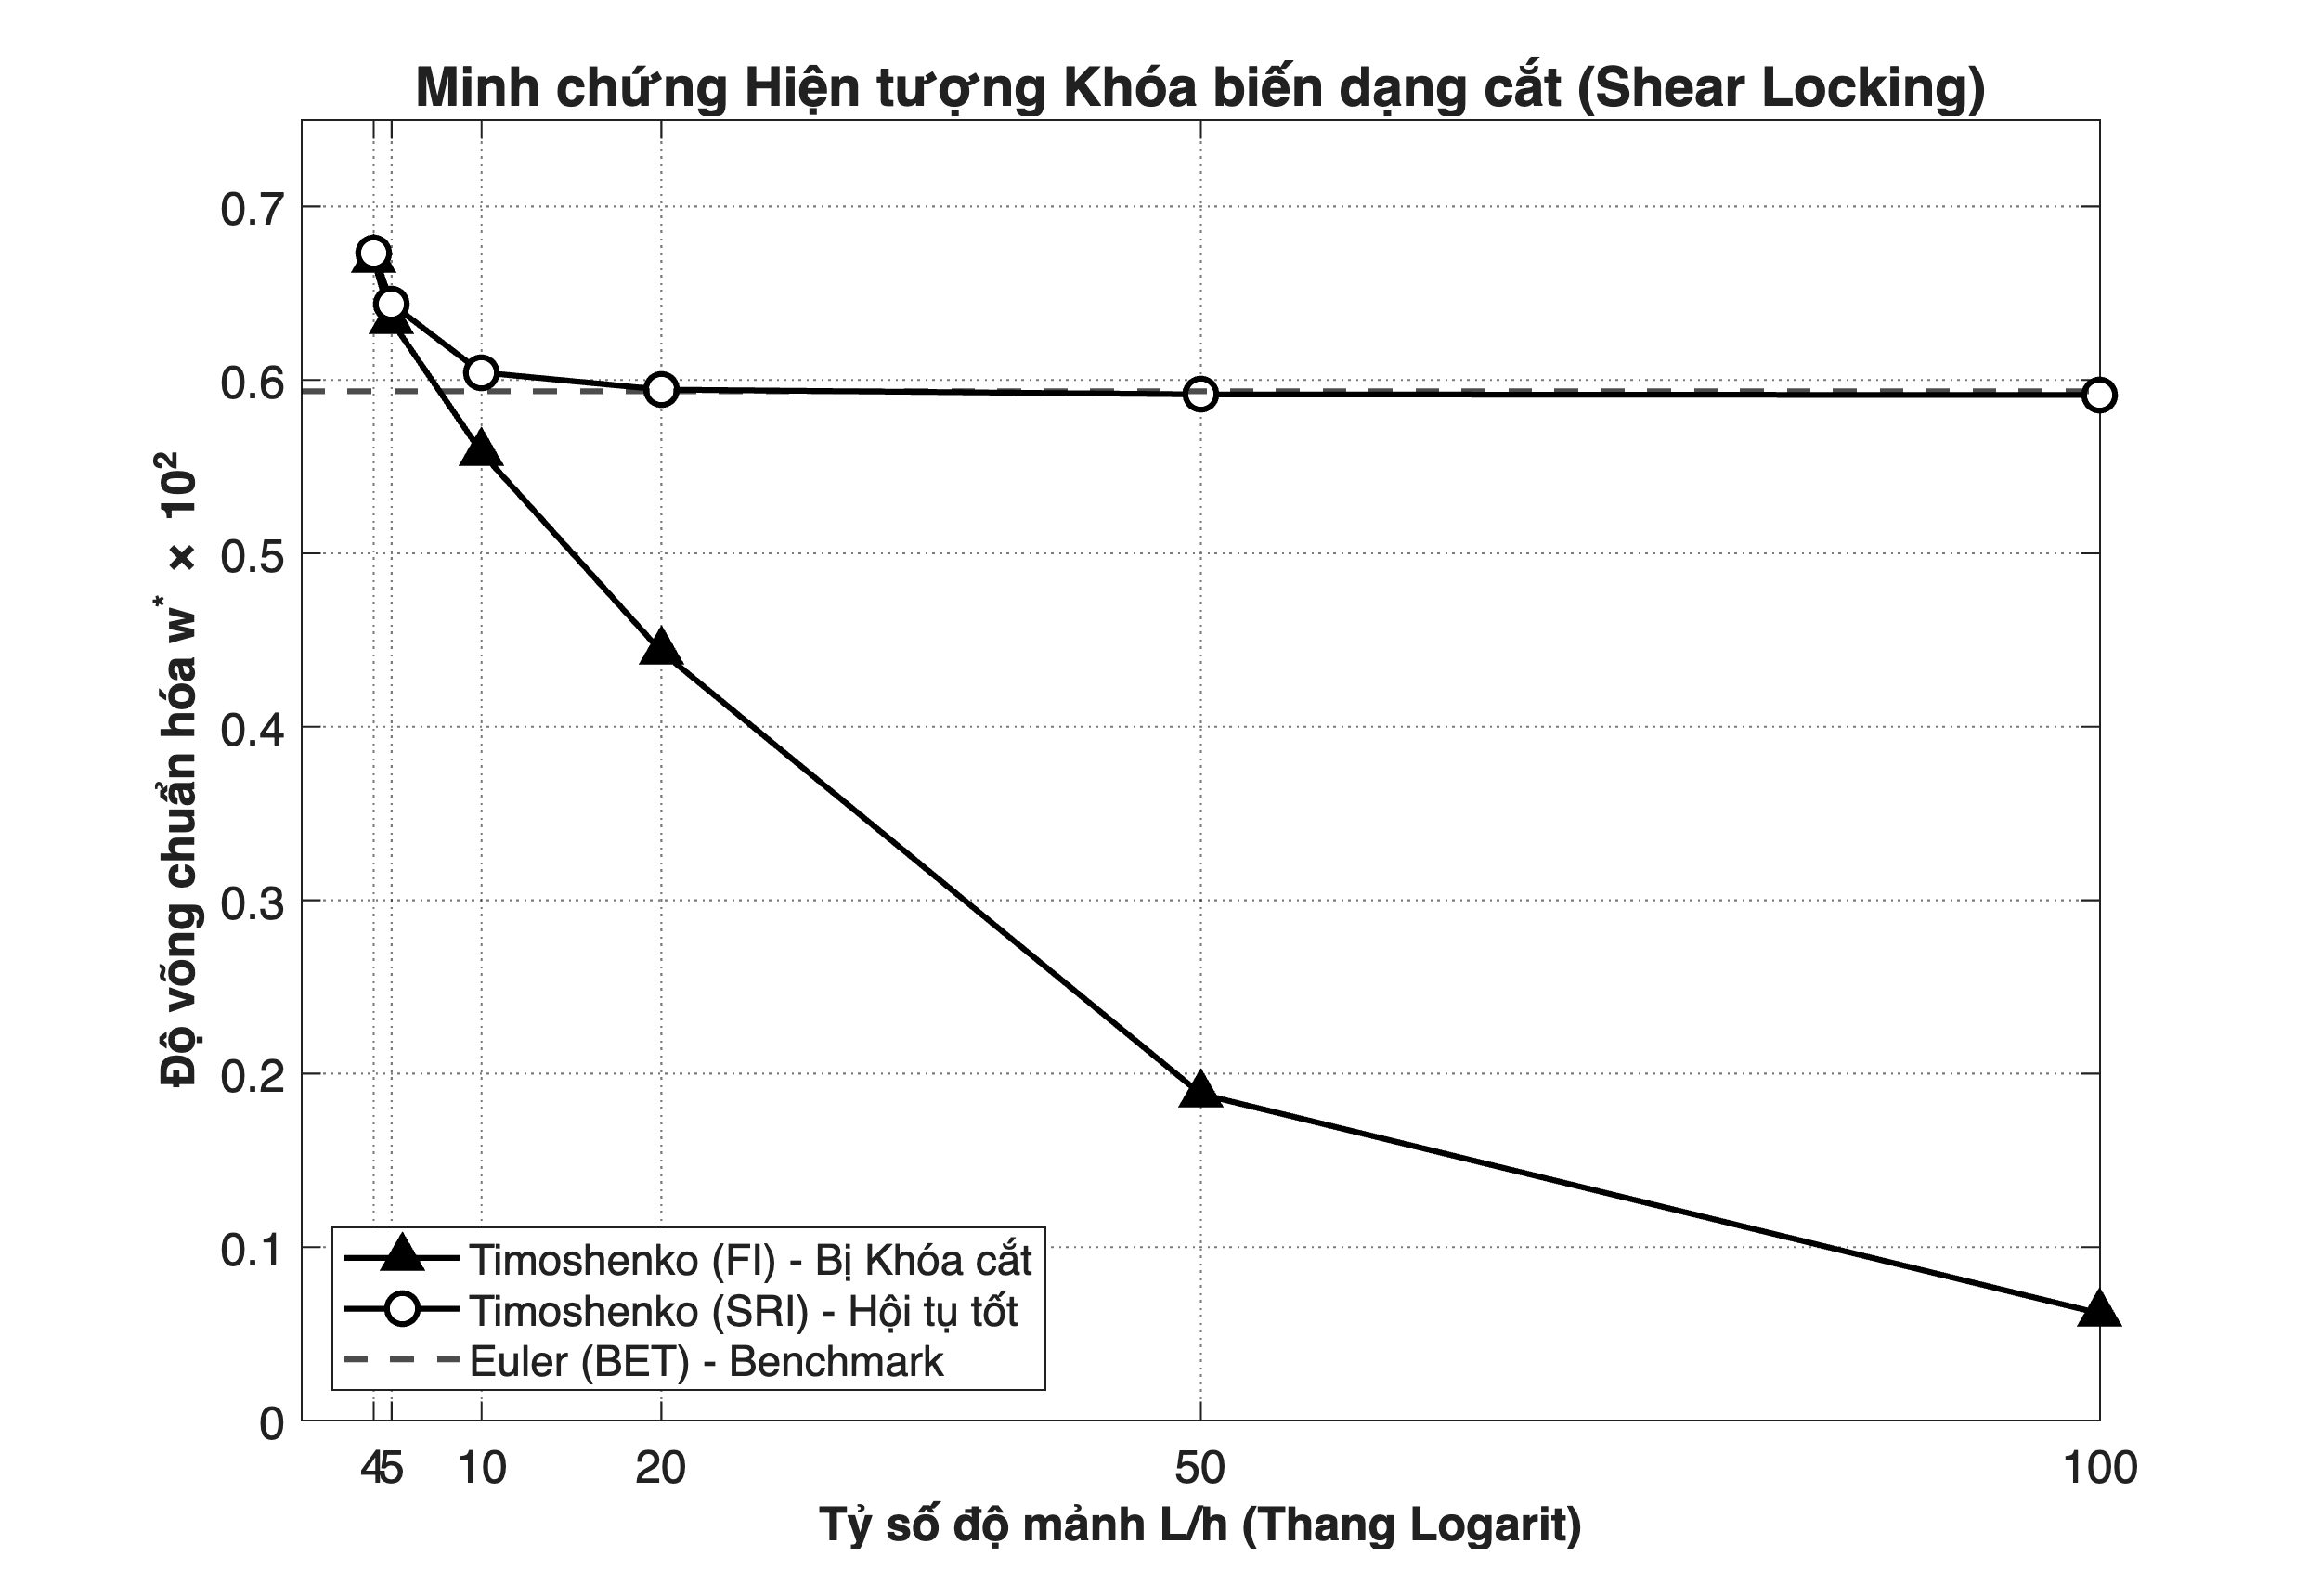 Minh chứng Hiện tượng Khóa biến dạng cắt (Shear Locking)
Độ võng chuẩn hóa w* × 10²
0.7
0.6
0.5
0.4
0.3
0.2
0.1
0
Timoshenko (FI) - Bị Khóa cắt
Timoshenko (SRI) - Hội tụ tốt
Euler (BET) - Benchmark
4 5 10 20 50 100
Tỷ số độ mảnh L/h (Thang Logarit)